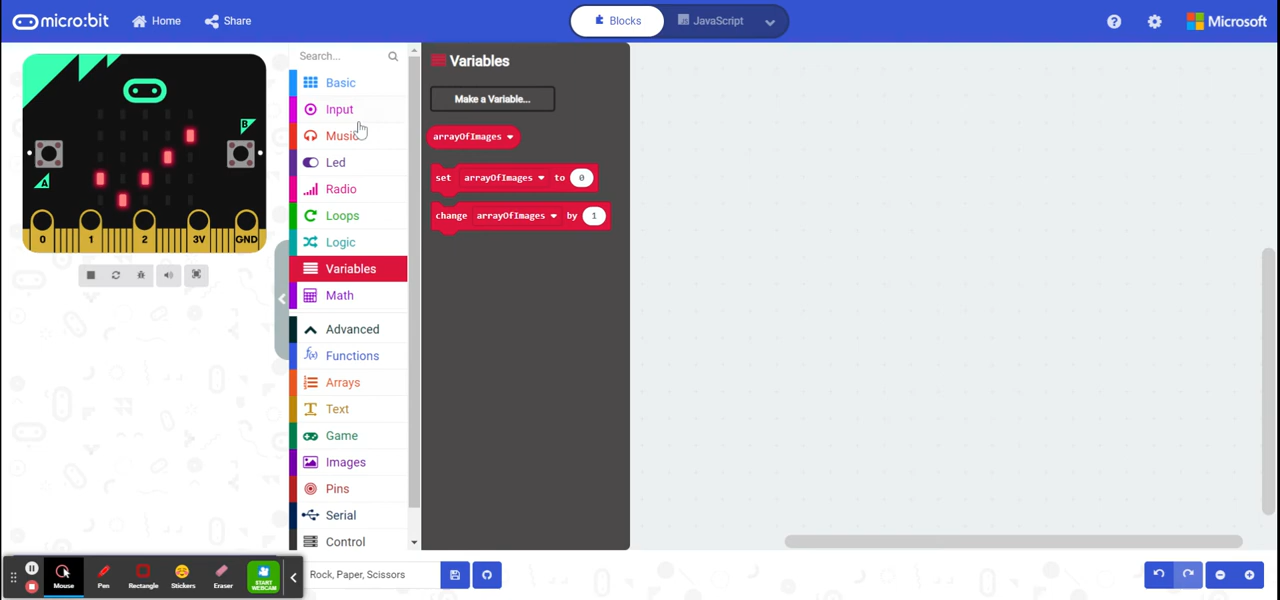 micro:bit Home Share Blocks JavaScript Microsoft
Search...
Basic
Input
Music
Led
Radio
Loops
Logic
Variables
Math
Advanced
Functions
Arrays
Text
Game
Images
Pins
Serial
Control
Variables
Make a Variable...
arrayOfImages
set arrayOfImages to 0
change arrayOfImages by 1
B
A
0 1 2 3V GND
Mouse Pen Rectangle Stickers Eraser START WEBCAM
Rock, Paper, Scissors